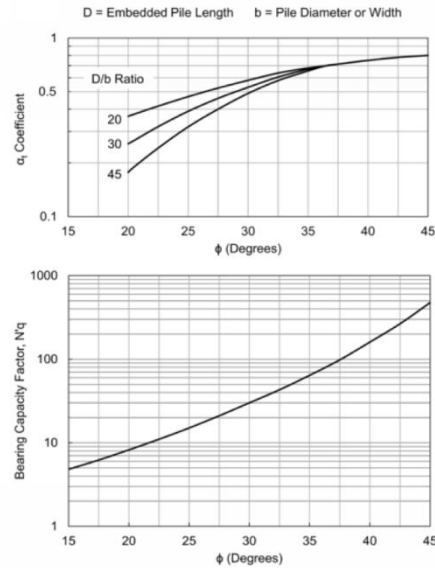 D = Embedded Pile Length b = Pile Diameter or Width
1
D/b Ratio
0.5
20
30
45
0.1
αt Coefficient
15 20 25 30 35 40 45
ϕ (Degrees)
1000
100
10
1
Bearing Capacity Factor, N'q
15 20 25 30 35 40 45
ϕ (Degrees)